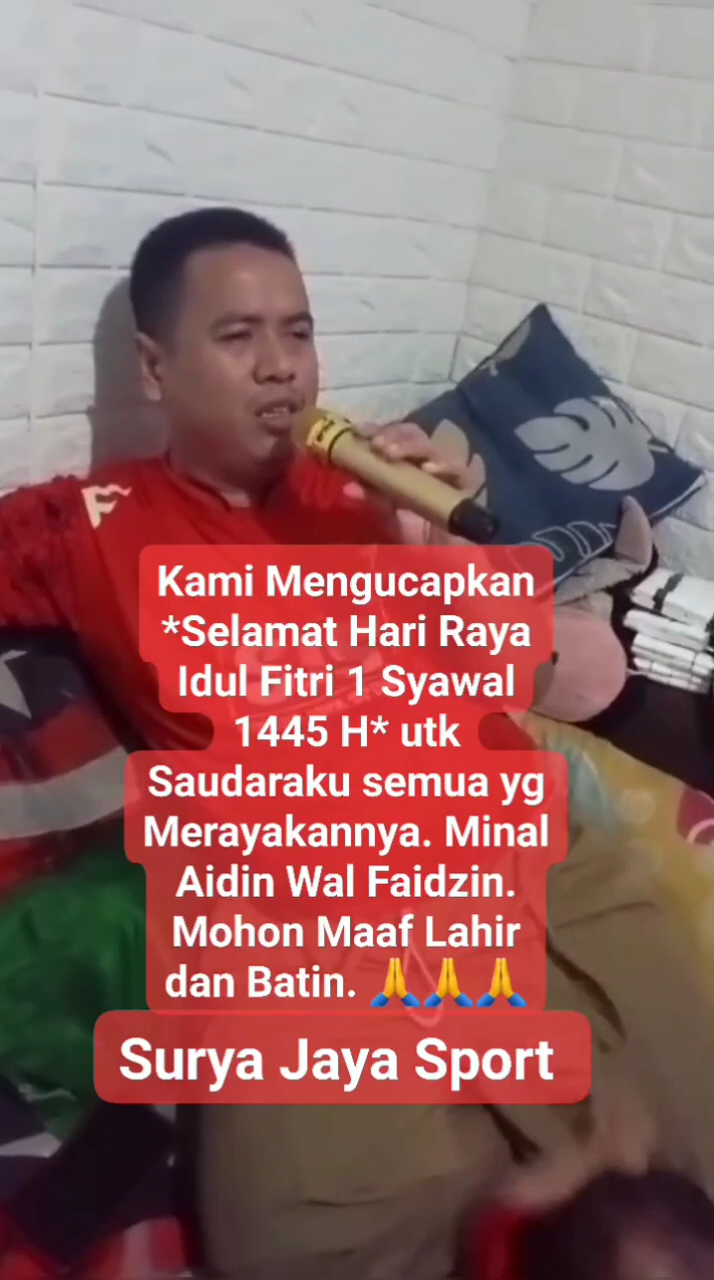 Kami Mengucapkan
*Selamat Hari Raya
Idul Fitri 1 Syawal
1445 H* utk
Saudaraku semua yg
Merayakannya. Minal
Aidin Wal Faidzin.
Mohon Maaf Lahir
dan Batin. 🙏🙏🙏
Surya Jaya Sport